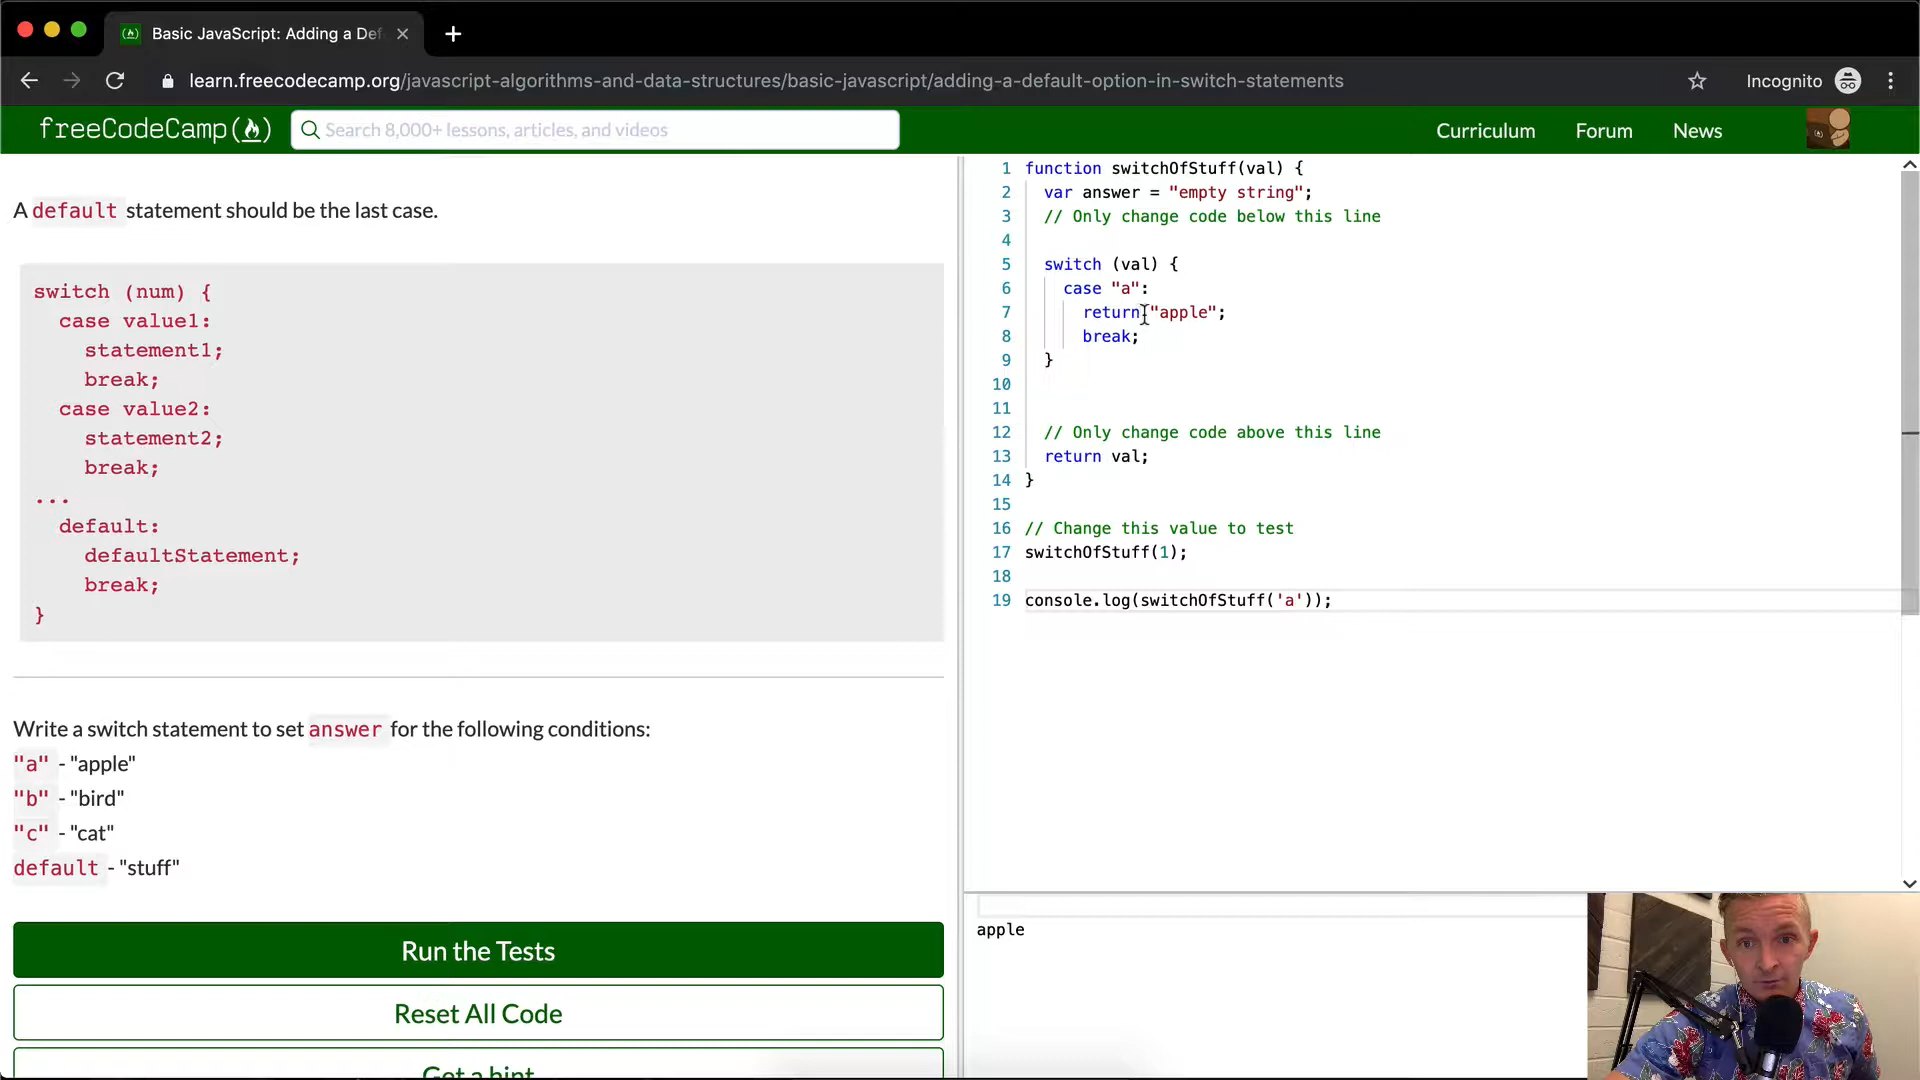 Basic JavaScript: Adding a Def
learn.freecodecamp.org/javascript-algorithms-and-data-structures/basic-javascript/adding-a-default-option-in-switch-statements
Incognito
freeCodeCamp
Search 8,000+ lessons, articles, and videos
Curriculum
Forum
News
A default statement should be the last case.
switch (num) {
case value1:
statement1;
break;
case value2:
statement2;
break;
...
default:
defaultStatement;
break;
}
Write a switch statement to set answer for the following conditions:
"a" - "apple"
"b" - "bird"
"c" - "cat"
default - "stuff"
Run the Tests
Reset All Code
Get a hint
1 function switchOfStuff(val) {
2 var answer = "empty string";
3 // Only change code below this line
4
5 switch (val) {
6 case "a":
7 return "apple";
8 break;
9 }
10
11
12 // Only change code above this line
13 return val;
14 }
15
16 // Change this value to test
17 switchOfStuff(1);
18
19 console.log(switchOfStuff('a'));
apple